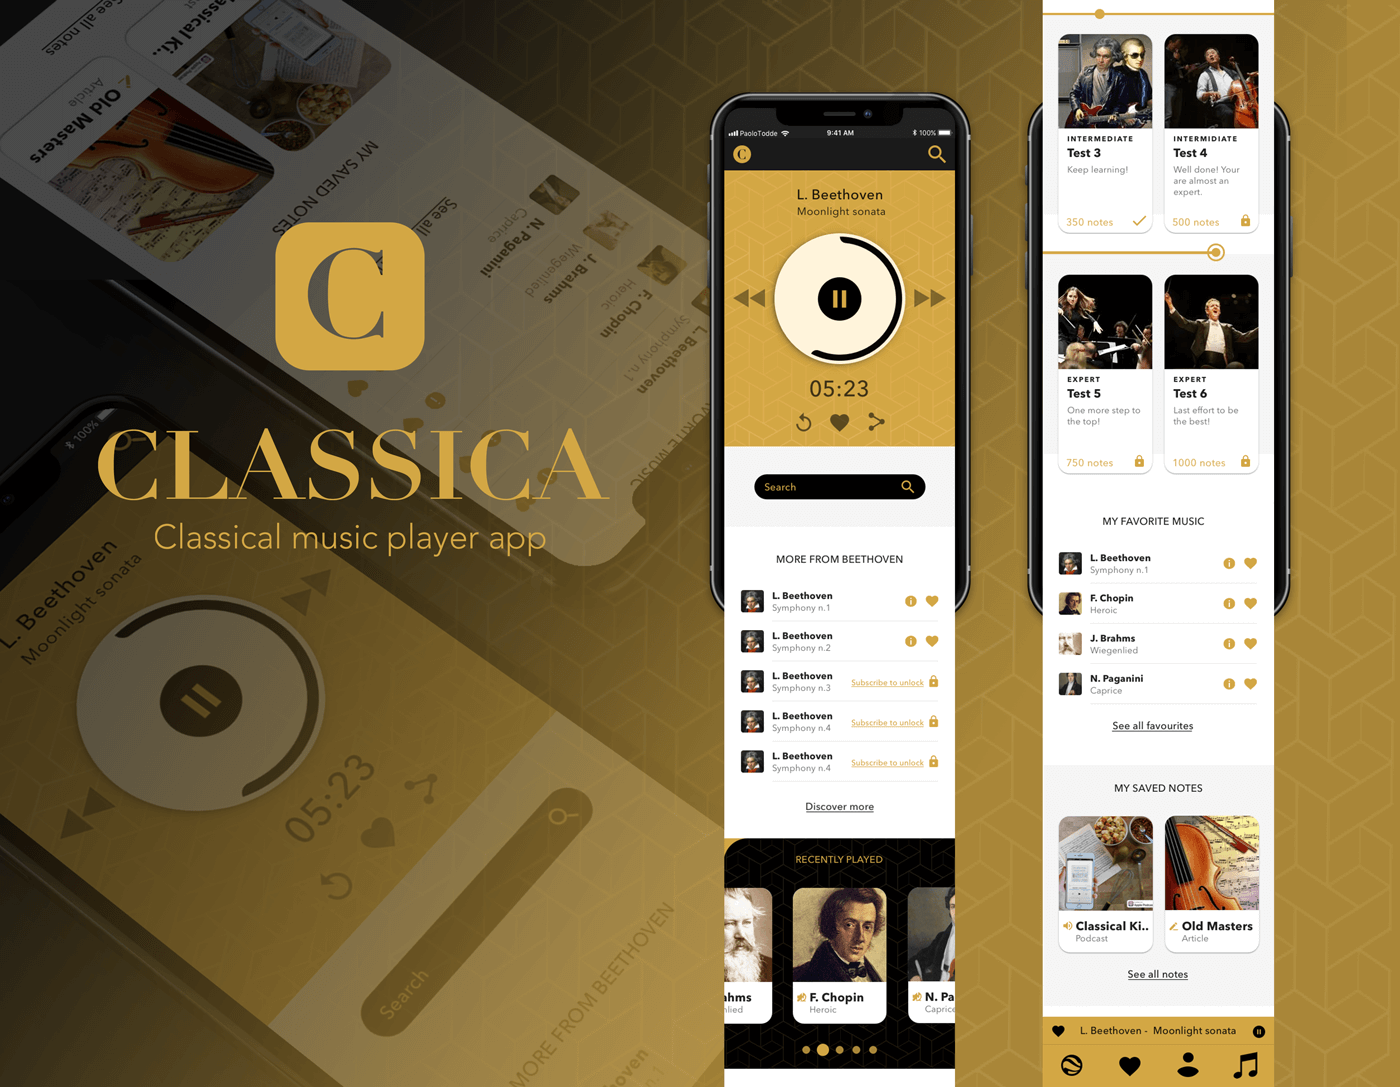 See all notes
Classical Ki..
Podcast
Old Masters
Article
MY SAVED NOTES
See all
N. Paganini
Caprice
J. Brahms
Wiegenlied
F. Chopin
Heroic
L. Beethoven
Symphony n.1
C
CLASSICA
Classical music player app
100%
L. Beethoven
Moonlight sonata
05:23
Search
MORE FROM BEETHOVEN
PaoloTodde
9:41 AM
100%
C
L. Beethoven
Moonlight sonata
05:23
Search
MORE FROM BEETHOVEN
L. Beethoven
Symphony n.1
L. Beethoven
Symphony n.2
L. Beethoven
Symphony n.3
Subscribe to unlock
L. Beethoven
Symphony n.4
Subscribe to unlock
L. Beethoven
Symphony n.4
Subscribe to unlock
Discover more
RECENTLY PLAYED
ahms
nlied
F. Chopin
Heroic
N. Pa
Caprice
INTERMEDIATE
Test 3
Keep learning!
350 notes
INTERMIDIATE
Test 4
Well done! Your
are almost an
expert.
500 notes
EXPERT
Test 5
One more step to
the top!
750 notes
EXPERT
Test 6
Last effort to be
the best!
1000 notes
MY FAVORITE MUSIC
L. Beethoven
Symphony n.1
F. Chopin
Heroic
J. Brahms
Wiegenlied
N. Paganini
Caprice
See all favourites
MY SAVED NOTES
Classical Ki..
Podcast
Old Masters
Article
See all notes
L. Beethoven - Moonlight sonata